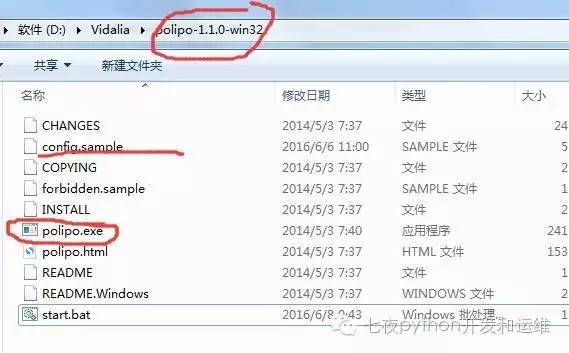 软件 (D:) Vidalia polipo-1.1.0-win32
共享 新建文件夹
名称 修改日期 类型 大小
CHANGES 2014/5/3 7:37 文件 24
config.sample 2016/6/6 11:00 SAMPLE 文件 5
COPYING 2014/5/3 7:37 文件 2
forbidden.sample 2014/5/3 7:37 SAMPLE 文件 1
INSTALL 2014/5/3 7:37 文件 2
polipo.exe 2014/5/3 7:40 应用程序 241
polipo.html 2014/5/3 7:37 HTML 文件 153
README 2014/5/3 7:37 文件 2
README.Windows 2014/5/3 7:37 WINDOWS 文件 2
start.bat 2016/6/8 9:43 Windows 批处理
七夜python开发和运维